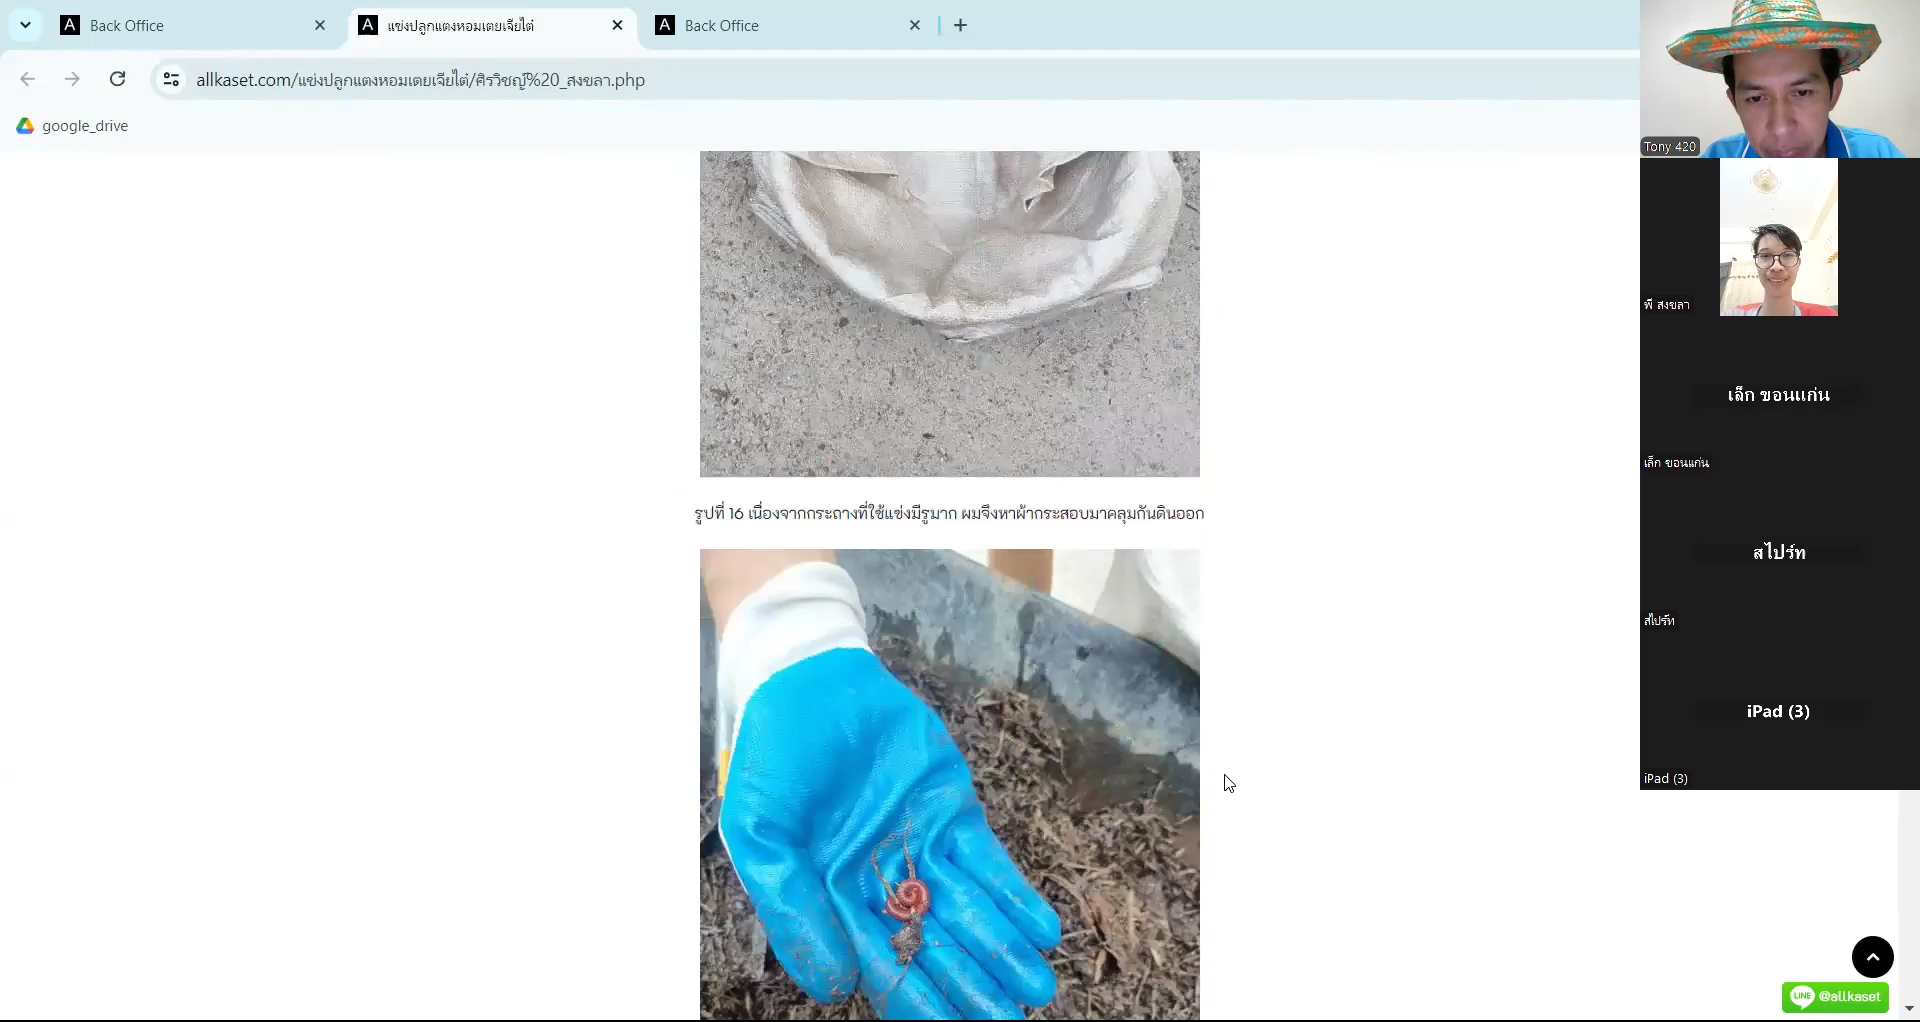 Back Office
แข่งปลูกแตงหอมเตยเจียไต๋
Back Office
allkaset.com/แข่งปลูกแตงหอมเตยเจียไต๋/ศิรวิชญ์%20_สงขลา.php
google_drive
รูปที่ 16 เนื่องจากกระถางที่ใช้แข่งมีรูมาก ผมจึงหาผ้ากระสอบมาคลุมกันดินออก
Tony 420
พี สงขลา
เล็ก ขอนแก่น
เล็ก ขอนแก่น
สไปร์ท
สไปร์ท
iPad (3)
iPad (3)
LINE @allkaset